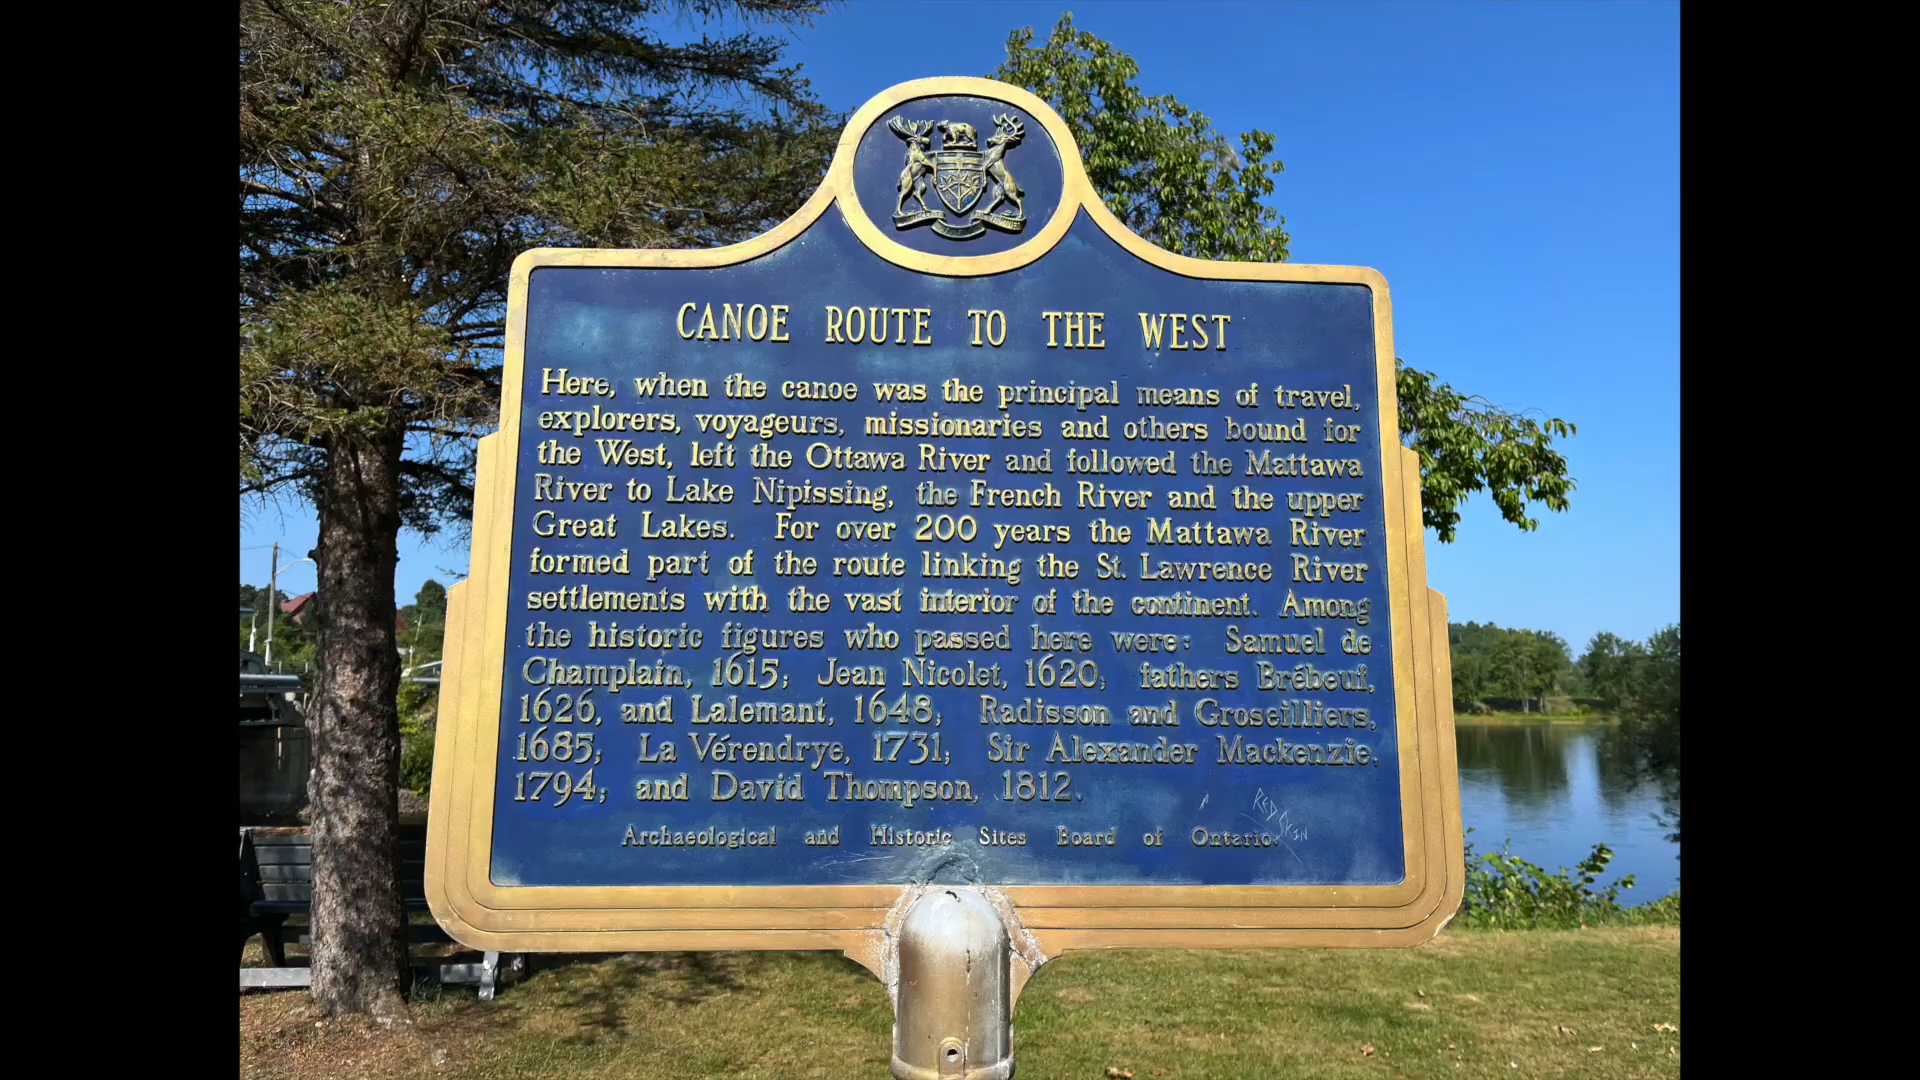 CANOE ROUTE TO THE WEST
Here, when the canoe was the principal means of travel,
explorers, voyageurs, missionaries and others bound for
the West, left the Ottawa River and followed the Mattawa
River to Lake Nipissing, the French River and the upper
Great Lakes. For over 200 years the Mattawa River
formed part of the route linking the St. Lawrence River
settlements with the vast interior of the continent. Among
the historic figures who passed here were: Samuel de
Champlain, 1615; Jean Nicolet, 1620; fathers Brébeuf,
1626, and Lalemant, 1648; Radisson and Groseilliers,
1685; La Vérendrye, 1731; Sir Alexander Mackenzie,
1794; and David Thompson, 1812.
RED SKIN
Archaeological and Historic Sites Board of Ontario.